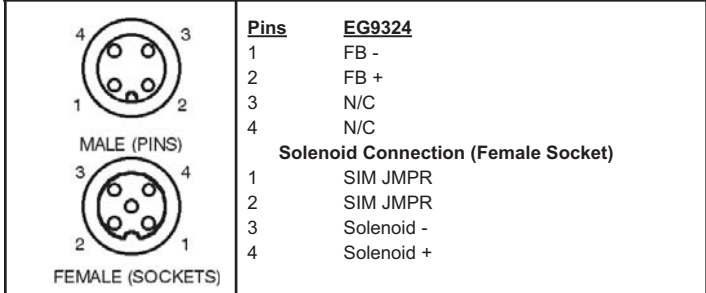 4 3
1 2
MALE (PINS)
3 4
2 1
FEMALE (SOCKETS)
Pins EG9324
1 FB -
2 FB +
3 N/C
4 N/C
Solenoid Connection (Female Socket)
1 SIM JMPR
2 SIM JMPR
3 Solenoid -
4 Solenoid +